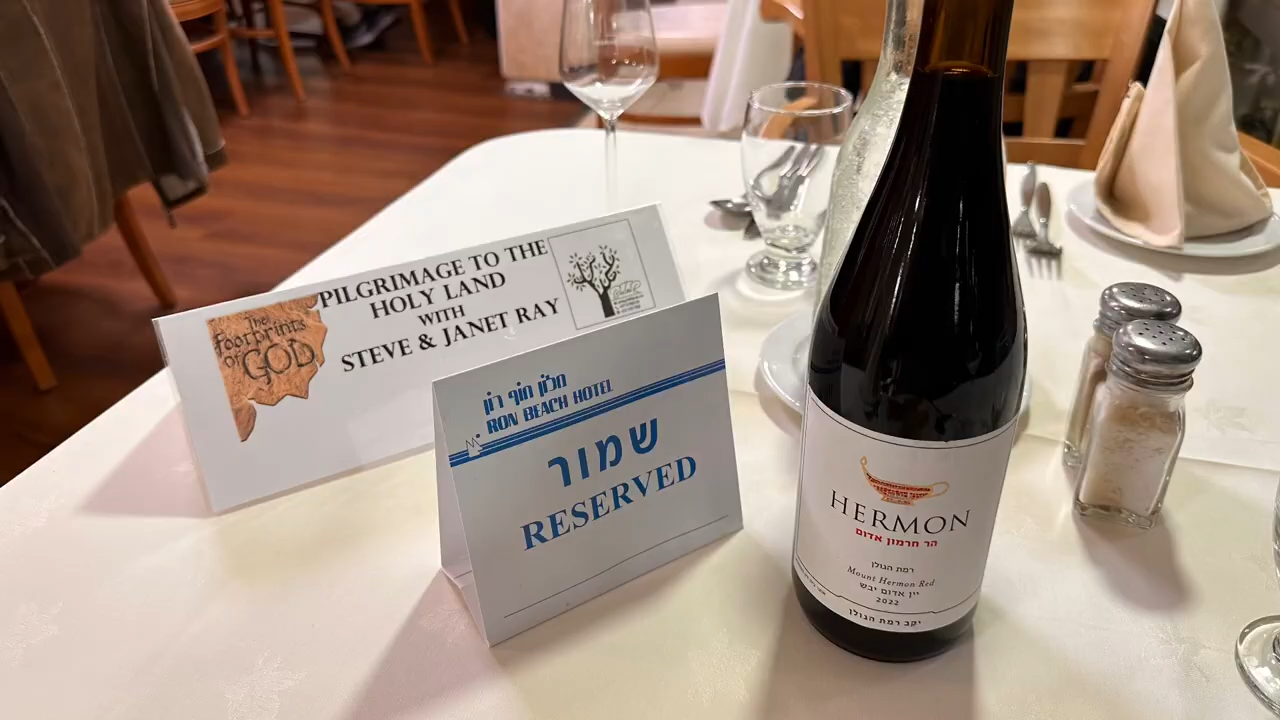 The
footprints
of GOD
PILGRIMAGE TO THE
HOLY LAND
WITH
STEVE & JANET RAY
מלון חוף רון
RON BEACH HOTEL
שמור
RESERVED
HERMON
הר חרמון אדום
רמת הגולן
Mount Hermon Red
יין אדום יבש
2022
יקב רמת הגולן